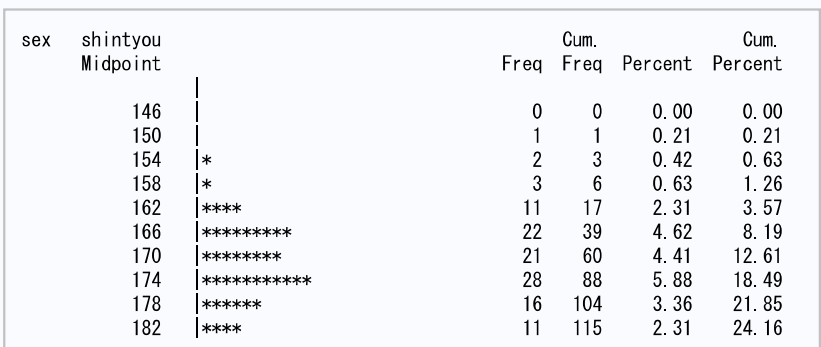 sex shintyou Cum. Cum.
Midpoint Freq Freq Percent Percent
146 | 0 0 0.00 0.00
150 | 1 1 0.21 0.21
154 |* 2 3 0.42 0.63
158 |* 3 6 0.63 1.26
162 |**** 11 17 2.31 3.57
166 |********* 22 39 4.62 8.19
170 |******** 21 60 4.41 12.61
174 |*********** 28 88 5.88 18.49
178 |****** 16 104 3.36 21.85
182 |**** 11 115 2.31 24.16